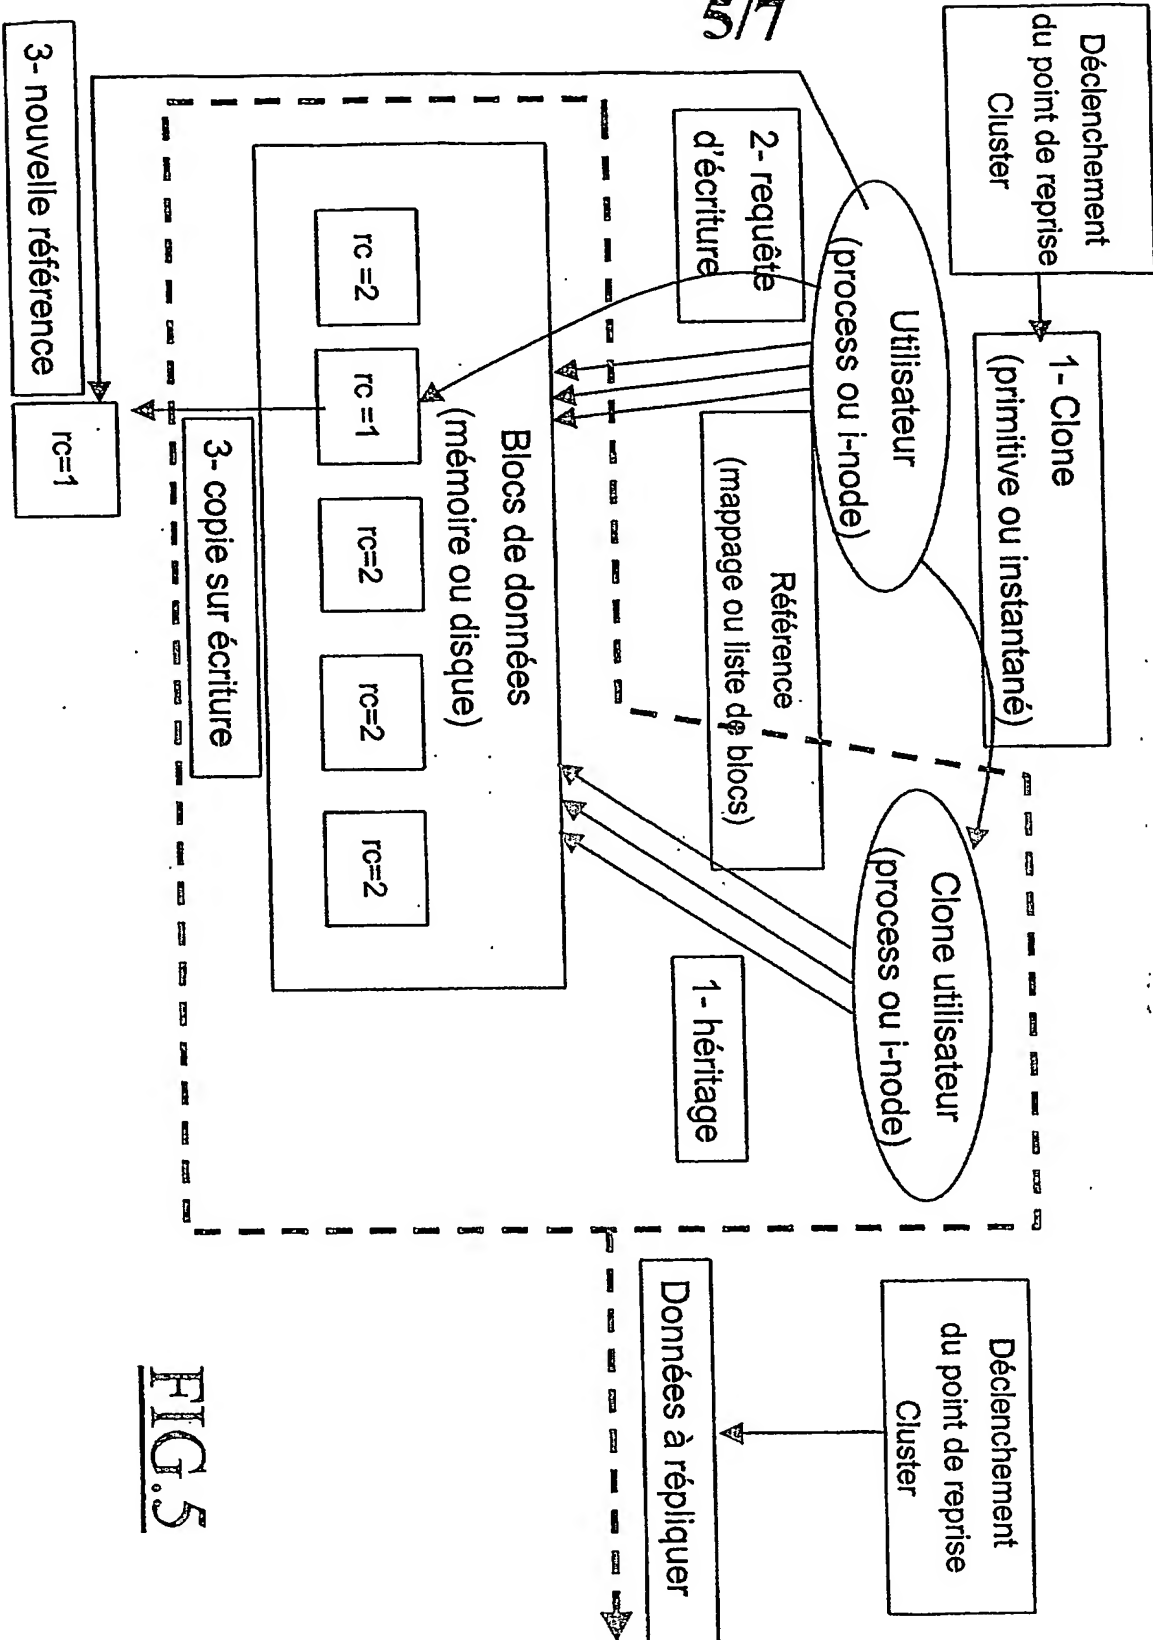 5/7
Déclenchement
du point de reprise
Cluster
1- Clone
(primitive ou instantané)
Utilisateur
(process ou i-node)
Clone utilisateur
(process ou i-node)
Déclenchement
du point de reprise
Cluster
2- requête
d'écriture
Référence
(mappage ou liste de blocs)
1- héritage
Données à répliquer
Blocs de données
(mémoire ou disque)
rc =2
rc =1
rc=2
rc=2
rc=2
3- copie sur écriture
3- nouvelle référence
rc=1
FIG.5